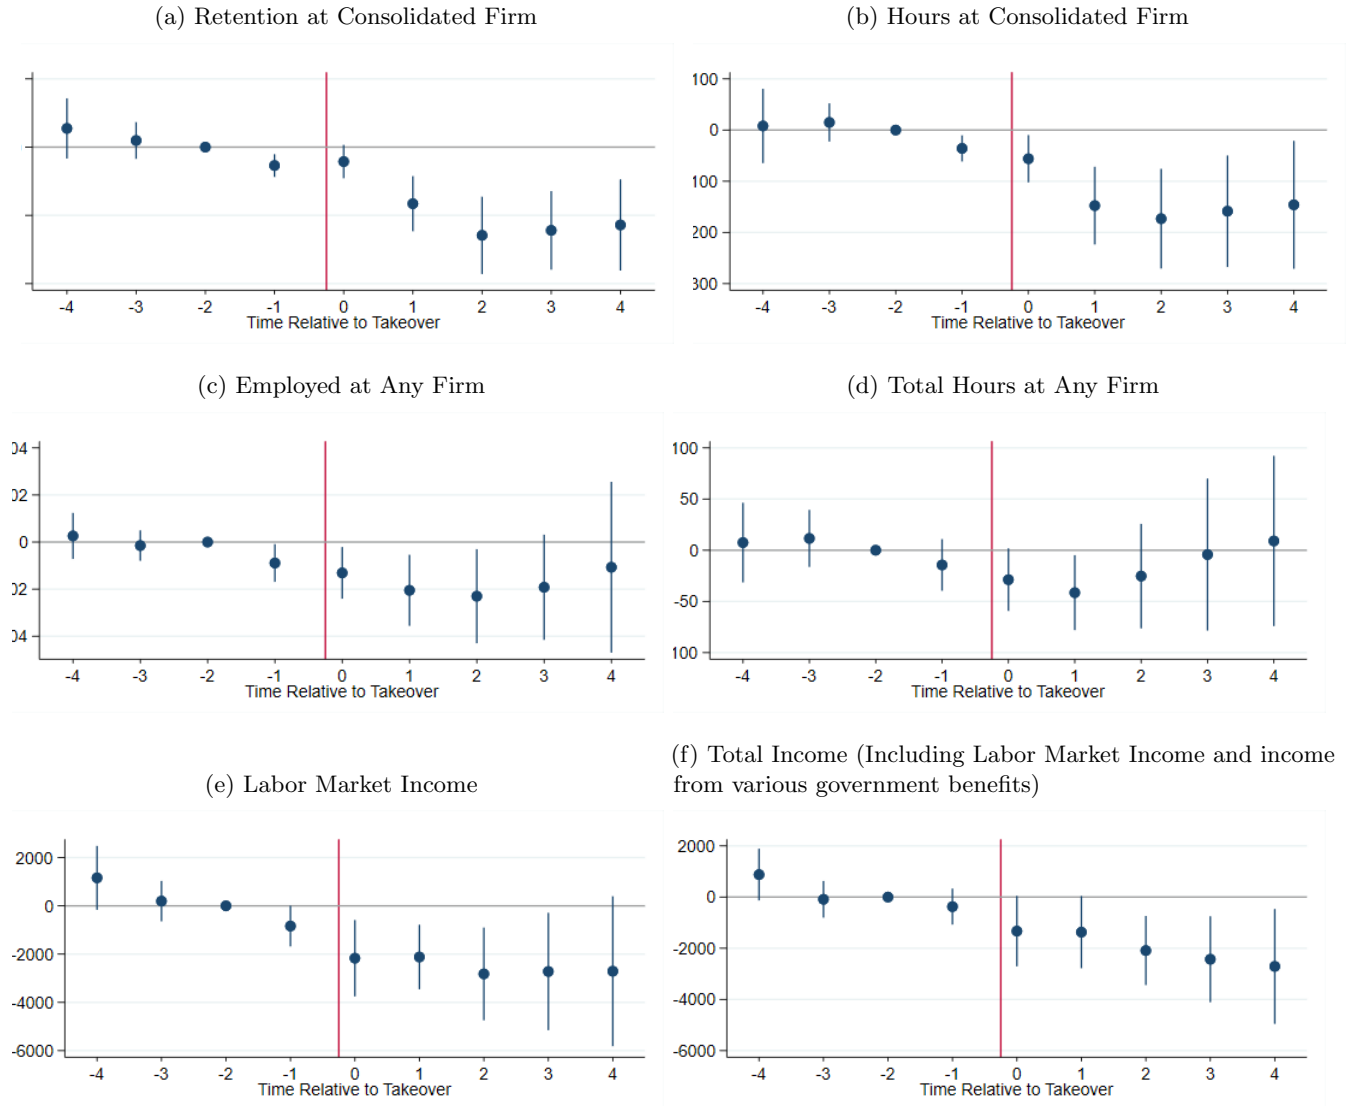 (a) Retention at Consolidated Firm
-4 -3 -2 -1 0 1 2 3 4
Time Relative to Takeover
(b) Hours at Consolidated Firm
100
0
100
200
300
-4 -3 -2 -1 0 1 2 3 4
Time Relative to Takeover
(c) Employed at Any Firm
04
02
0
02
04
-4 -3 -2 -1 0 1 2 3 4
Time Relative to Takeover
(d) Total Hours at Any Firm
100
50
0
-50
100
-4 -3 -2 -1 0 1 2 3 4
Time Relative to Takeover
(e) Labor Market Income
2000
0
-2000
-4000
-6000
-4 -3 -2 -1 0 1 2 3 4
Time Relative to Takeover
(f) Total Income (Including Labor Market Income and income
from various government benefits)
2000
0
-2000
-4000
-6000
-4 -3 -2 -1 0 1 2 3 4
Time Relative to Takeover